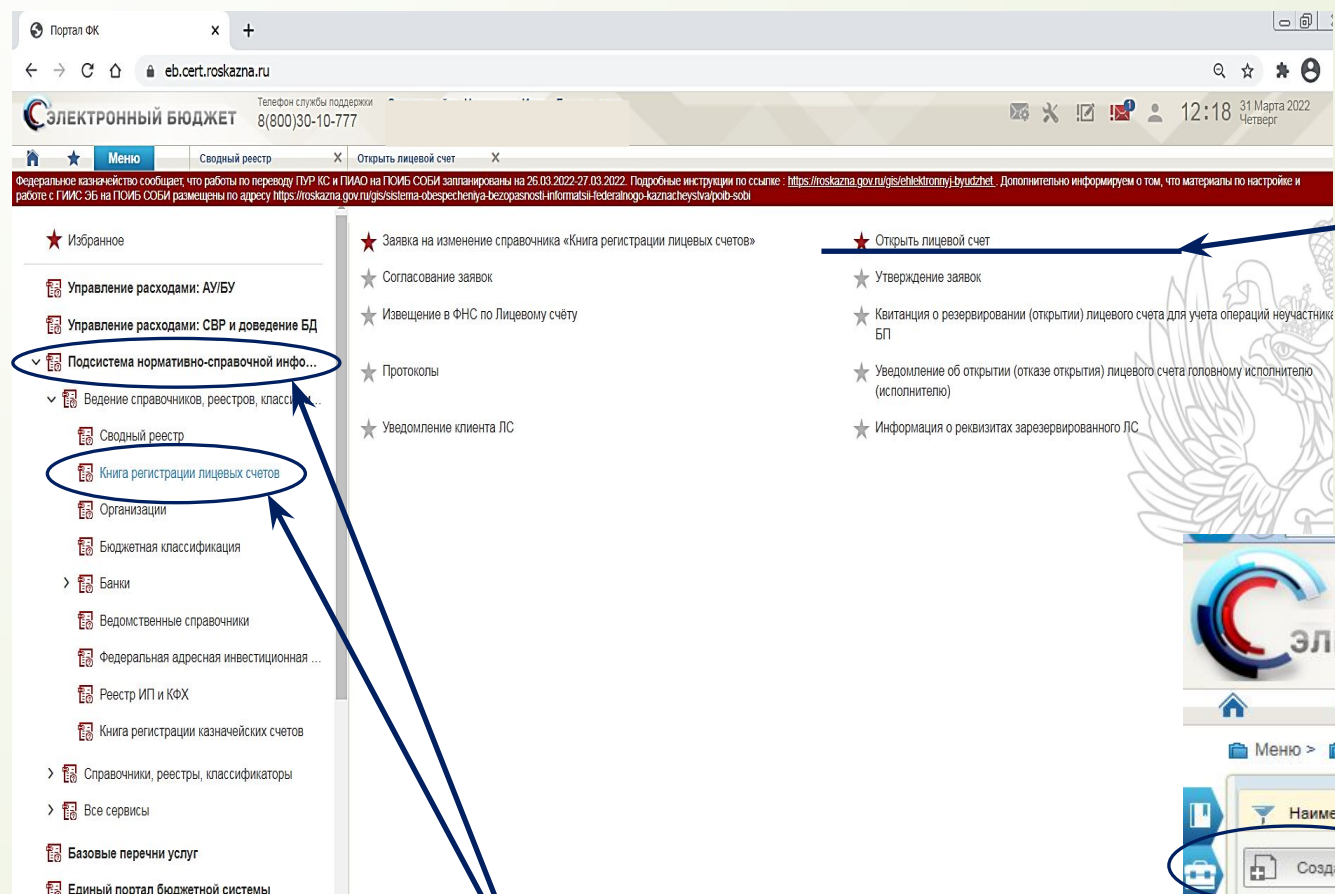 Портал ФК
eb.cert.roskazna.ru
ЭЛЕКТРОННЫЙ БЮДЖЕТ
Телефон службы поддержки
8(800)30-10-777
1
12:18
31 Марта 2022
Четверг
Меню
Сводный реестр
Открыть лицевой счет
Федеральное казначейство сообщает, что работы по переводу ПУР КС и ПИАО на ПОИБ СОБИ запланированы на 26.03.2022-27.03.2022. Подробные инструкции по ссылке : https://roskazna.gov.ru/gis/ehlektronnyj-byudzhet . Дополнительно информируем о том, что материалы по настройке и
работе с ГИИС ЭБ на ПОИБ СОБИ размещены по адресу https://roskazna.gov.ru/gis/sistema-obespecheniya-bezopasnosti-informatsii-federalnogo-kaznacheystva/poib-sobi
Избранное
Управление расходами: АУ/БУ
Управление расходами: СВР и доведение БД
Подсистема нормативно-справочной инфо...
Ведение справочников, реестров,
Сводный реестр
Книга регистрации лицевых счетов
Организации
Бюджетная классификация
Банки
Ведомственные справочники
Федеральная адресная инвестиционная ...
Реестр ИП и КФХ
Книга регистрации казначейских счетов
Справочники, реестры, классификаторы
Все сервисы
Базовые перечни услуг
Единый портал бюджетной системы
Заявка на изменение справочника «Книга регистрации лицевых счетов»
Открыть лицевой счет
Согласование заявок
Утверждение заявок
Извещение в ФНС по Лицевому счёту
Квитанция о резервировании (открытии) лицевого счета для учета операций неучастника
БП
Протоколы
Уведомление об открытии (отказе открытия) лицевого счета головному исполнителю
(исполнителю)
Уведомление клиента ЛС
Информация о реквизитах зарезервированного ЛС
Меню >